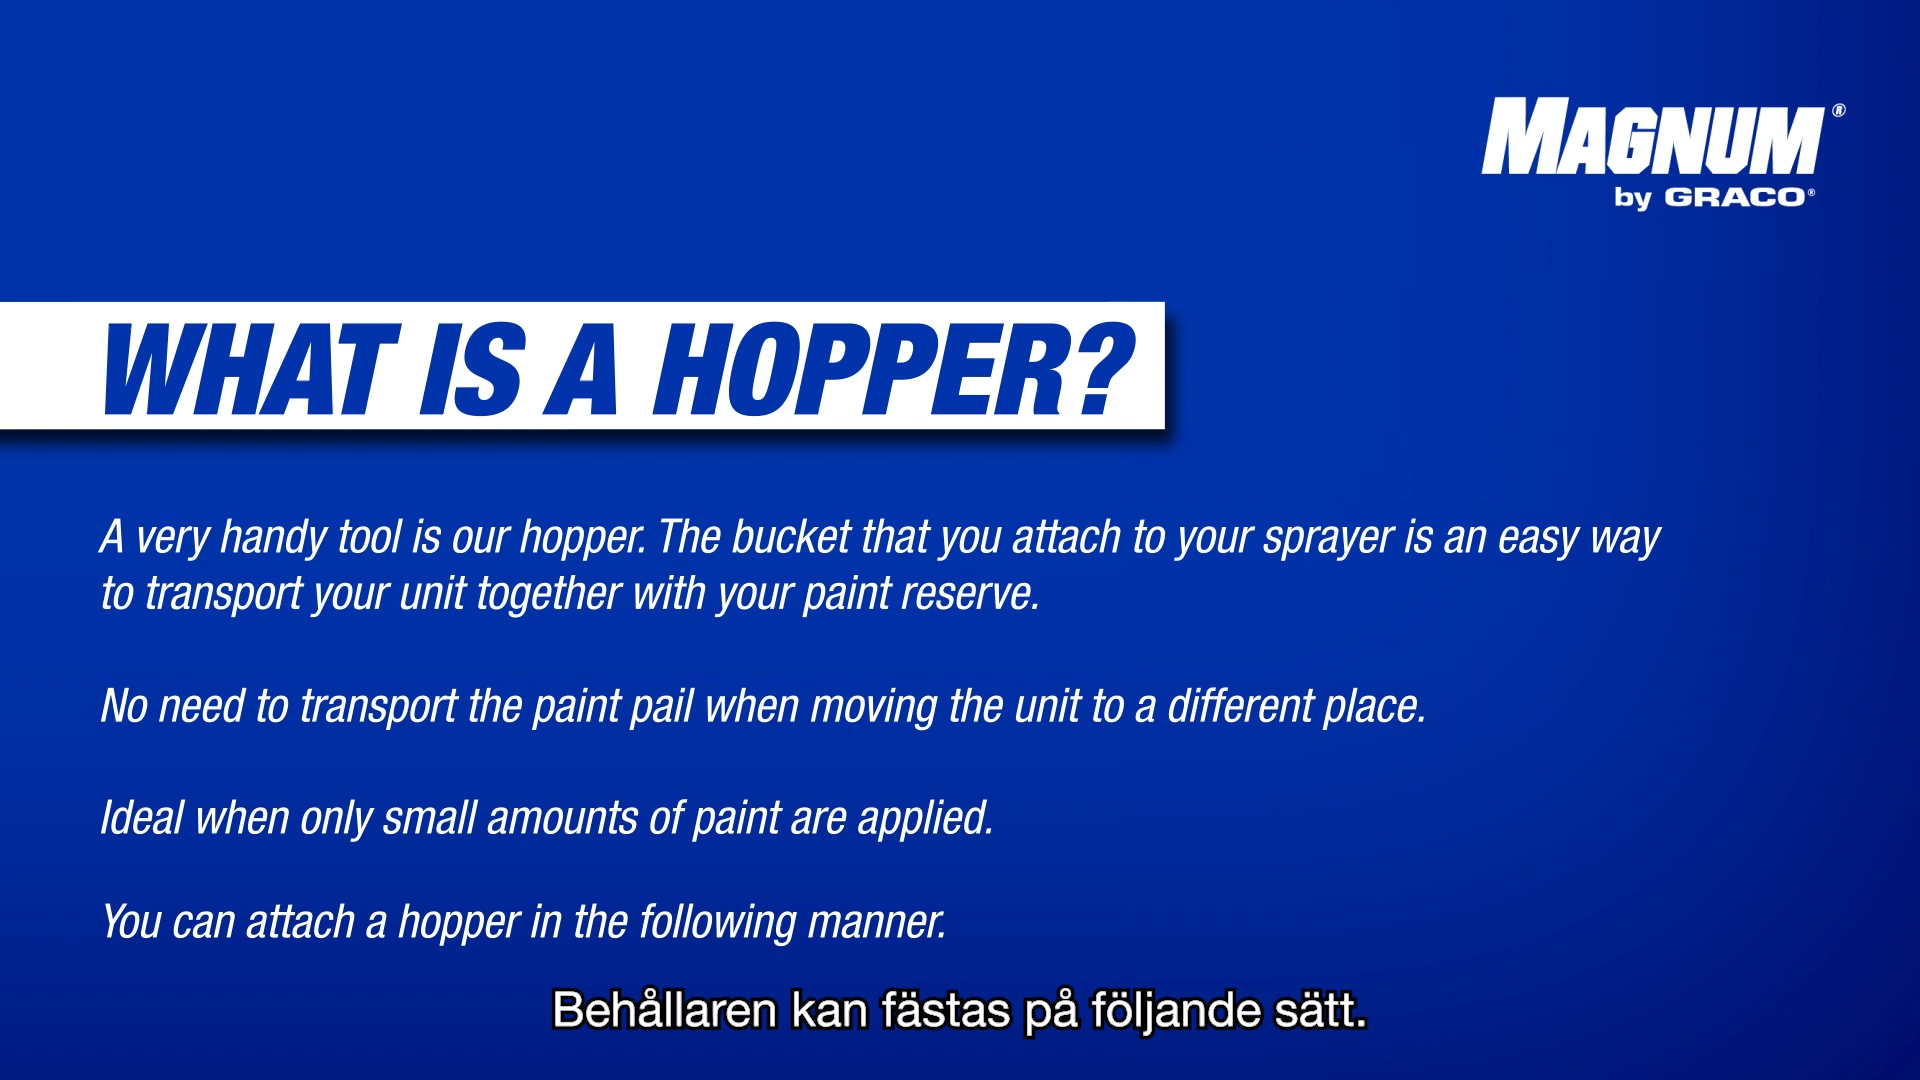 MAGNUM®
by GRACO®
WHAT IS A HOPPER?
A very handy tool is our hopper. The bucket that you attach to your sprayer is an easy way
to transport your unit together with your paint reserve.
No need to transport the paint pail when moving the unit to a different place.
Ideal when only small amounts of paint are applied.
You can attach a hopper in the following manner.
Behållaren kan fästas på följande sätt.